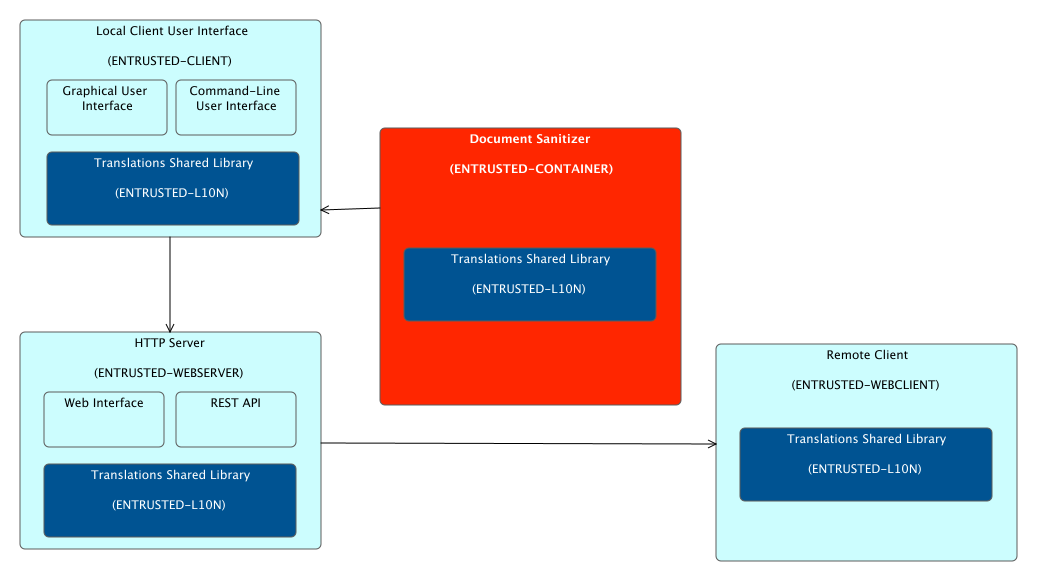 Local Client User Interface
(ENTRUSTED-CLIENT)
Graphical User
Interface
Command-Line
User Interface
Translations Shared Library
(ENTRUSTED-L10N)
Document Sanitizer
(ENTRUSTED-CONTAINER)
Translations Shared Library
(ENTRUSTED-L10N)
HTTP Server
(ENTRUSTED-WEBSERVER)
Web Interface
REST API
Translations Shared Library
(ENTRUSTED-L10N)
Remote Client
(ENTRUSTED-WEBCLIENT)
Translations Shared Library
(ENTRUSTED-L10N)